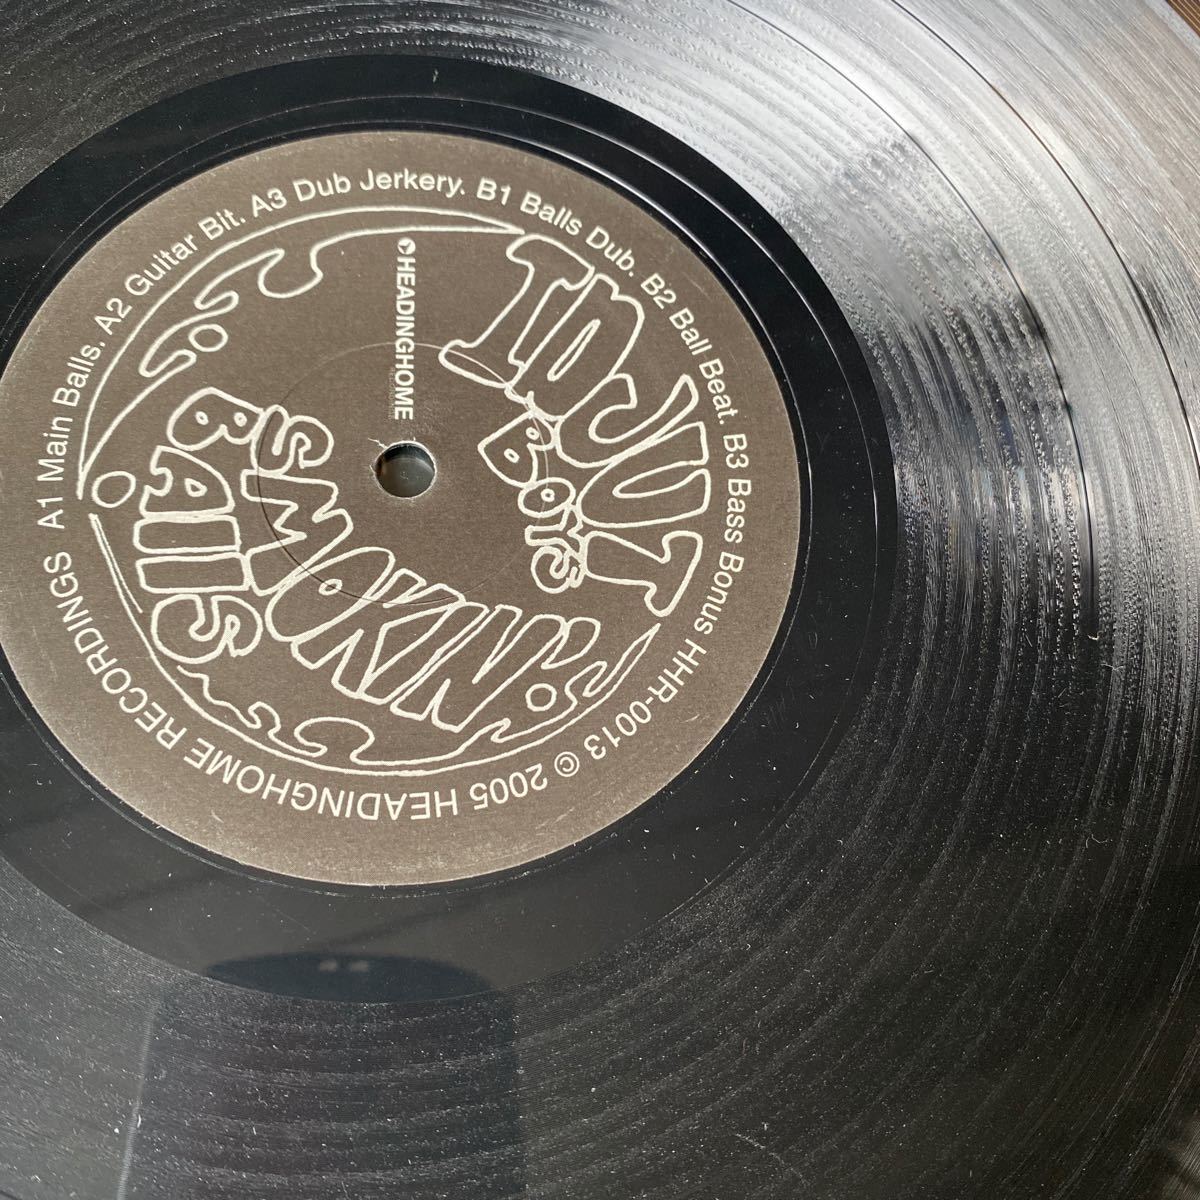 A1 Main Balls. A2 Guitar Bit. A3 Dub Jerkery. B1 Balls Dub. B2 Ball Beat. B3 Bass Bonus HHR-0013 © 2005 HEADINGHOME RECORDINGS
HEADINGHOME
IDJUT
BOYS
SMOKIN'
BALLS